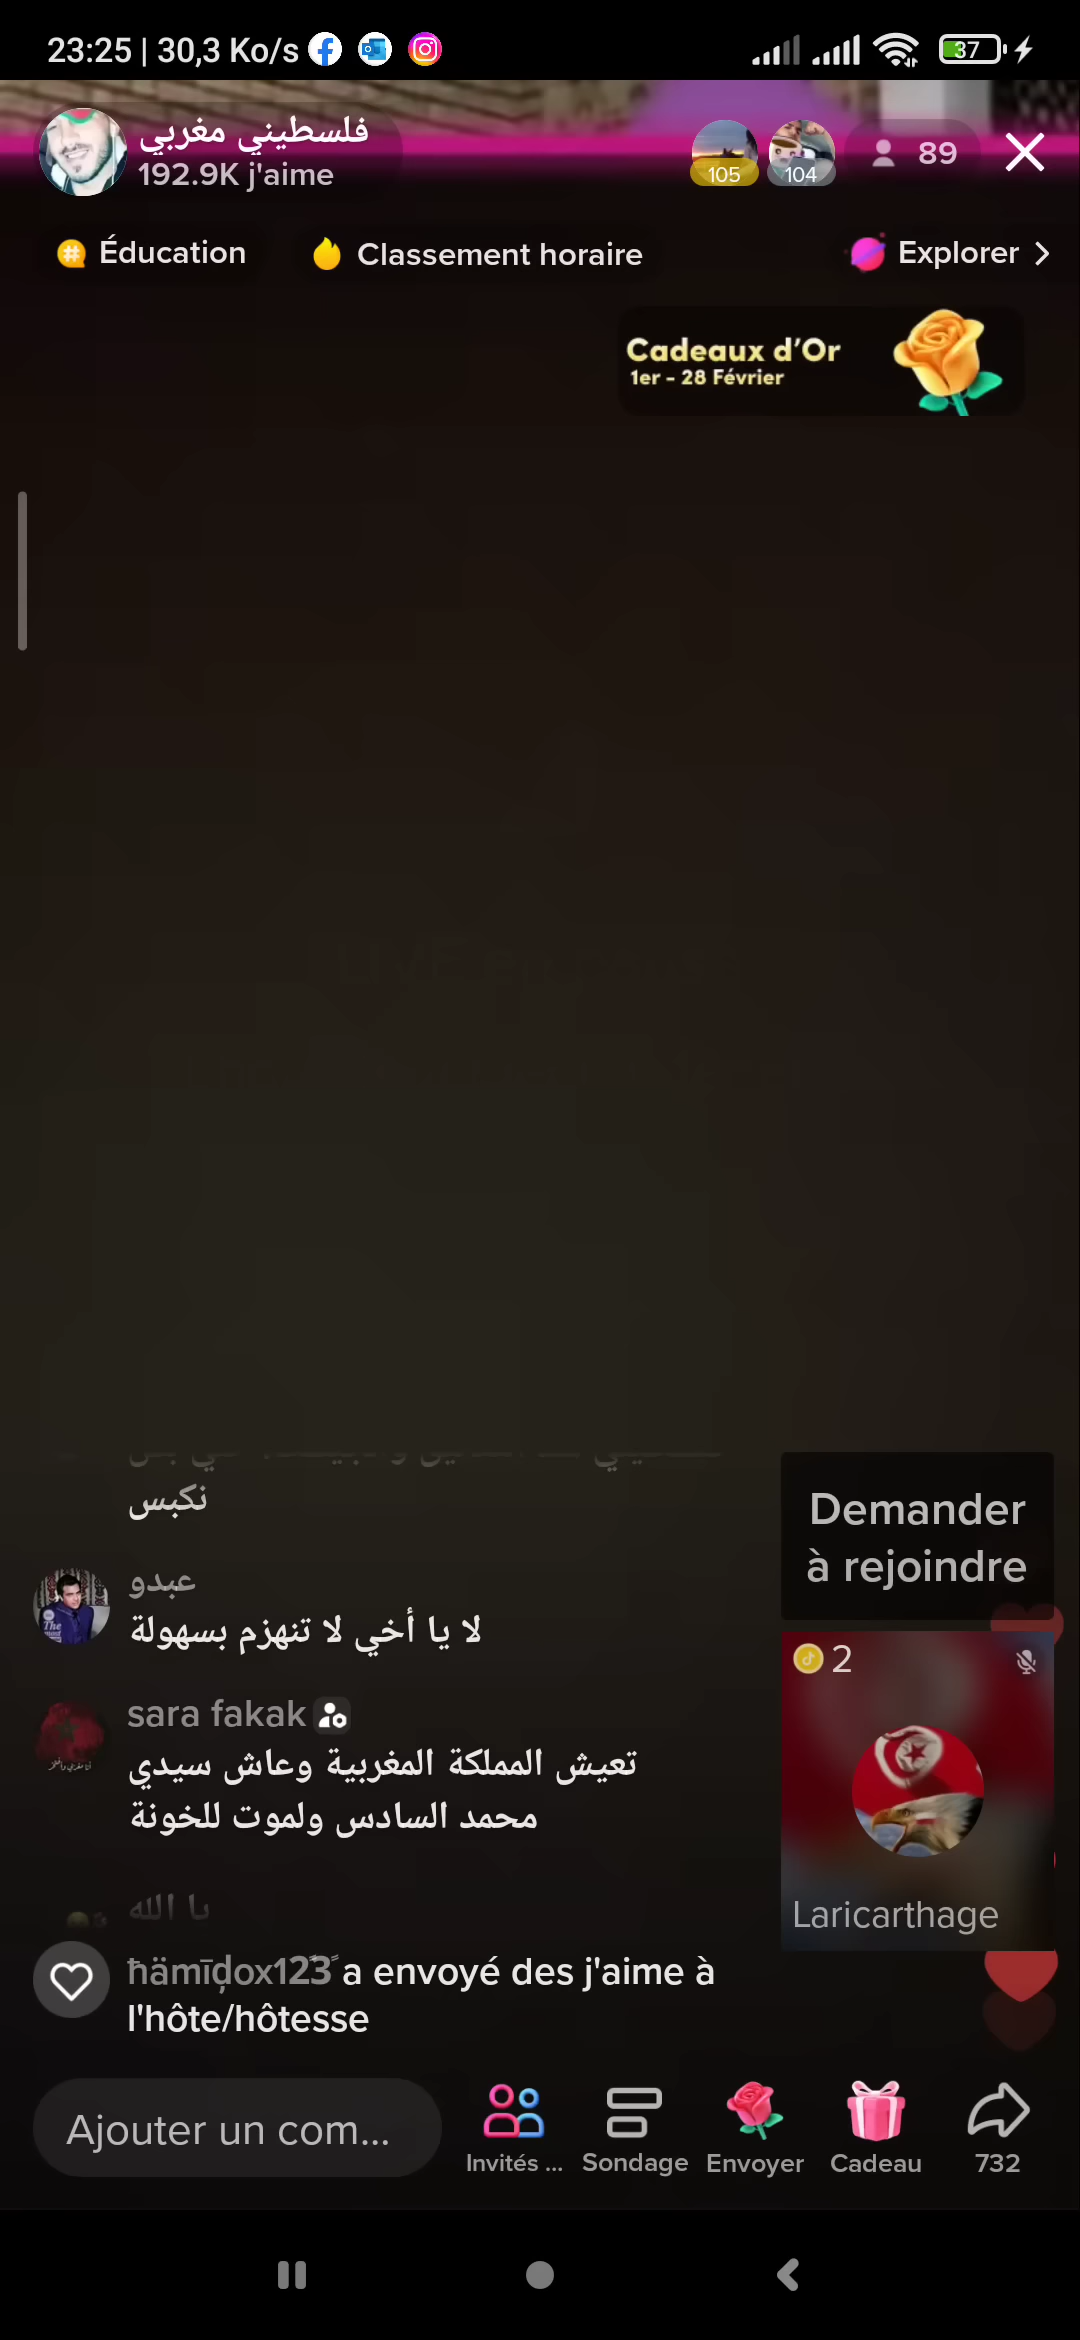 23:25 | 30,3 Ko/s
37
فلسطيني مغربي
192.9K j'aime
105
104
89
Éducation
Classement horaire
Explorer
Cadeaux d'Or
1er - 28 Février
نكبس
عبدو
لا يا أخي لا تنهزم بسهولة
sara fakak
تعيش المملكة المغربية وعاش سيدي
محمد السادس ولموت للخونة
يا الله
Demander
à rejoindre
2
Laricarthage
a envoyé des j'aime à
l'hôte/hôtesse
Ajouter un com...
Invités ...
Sondage
Envoyer
Cadeau
732